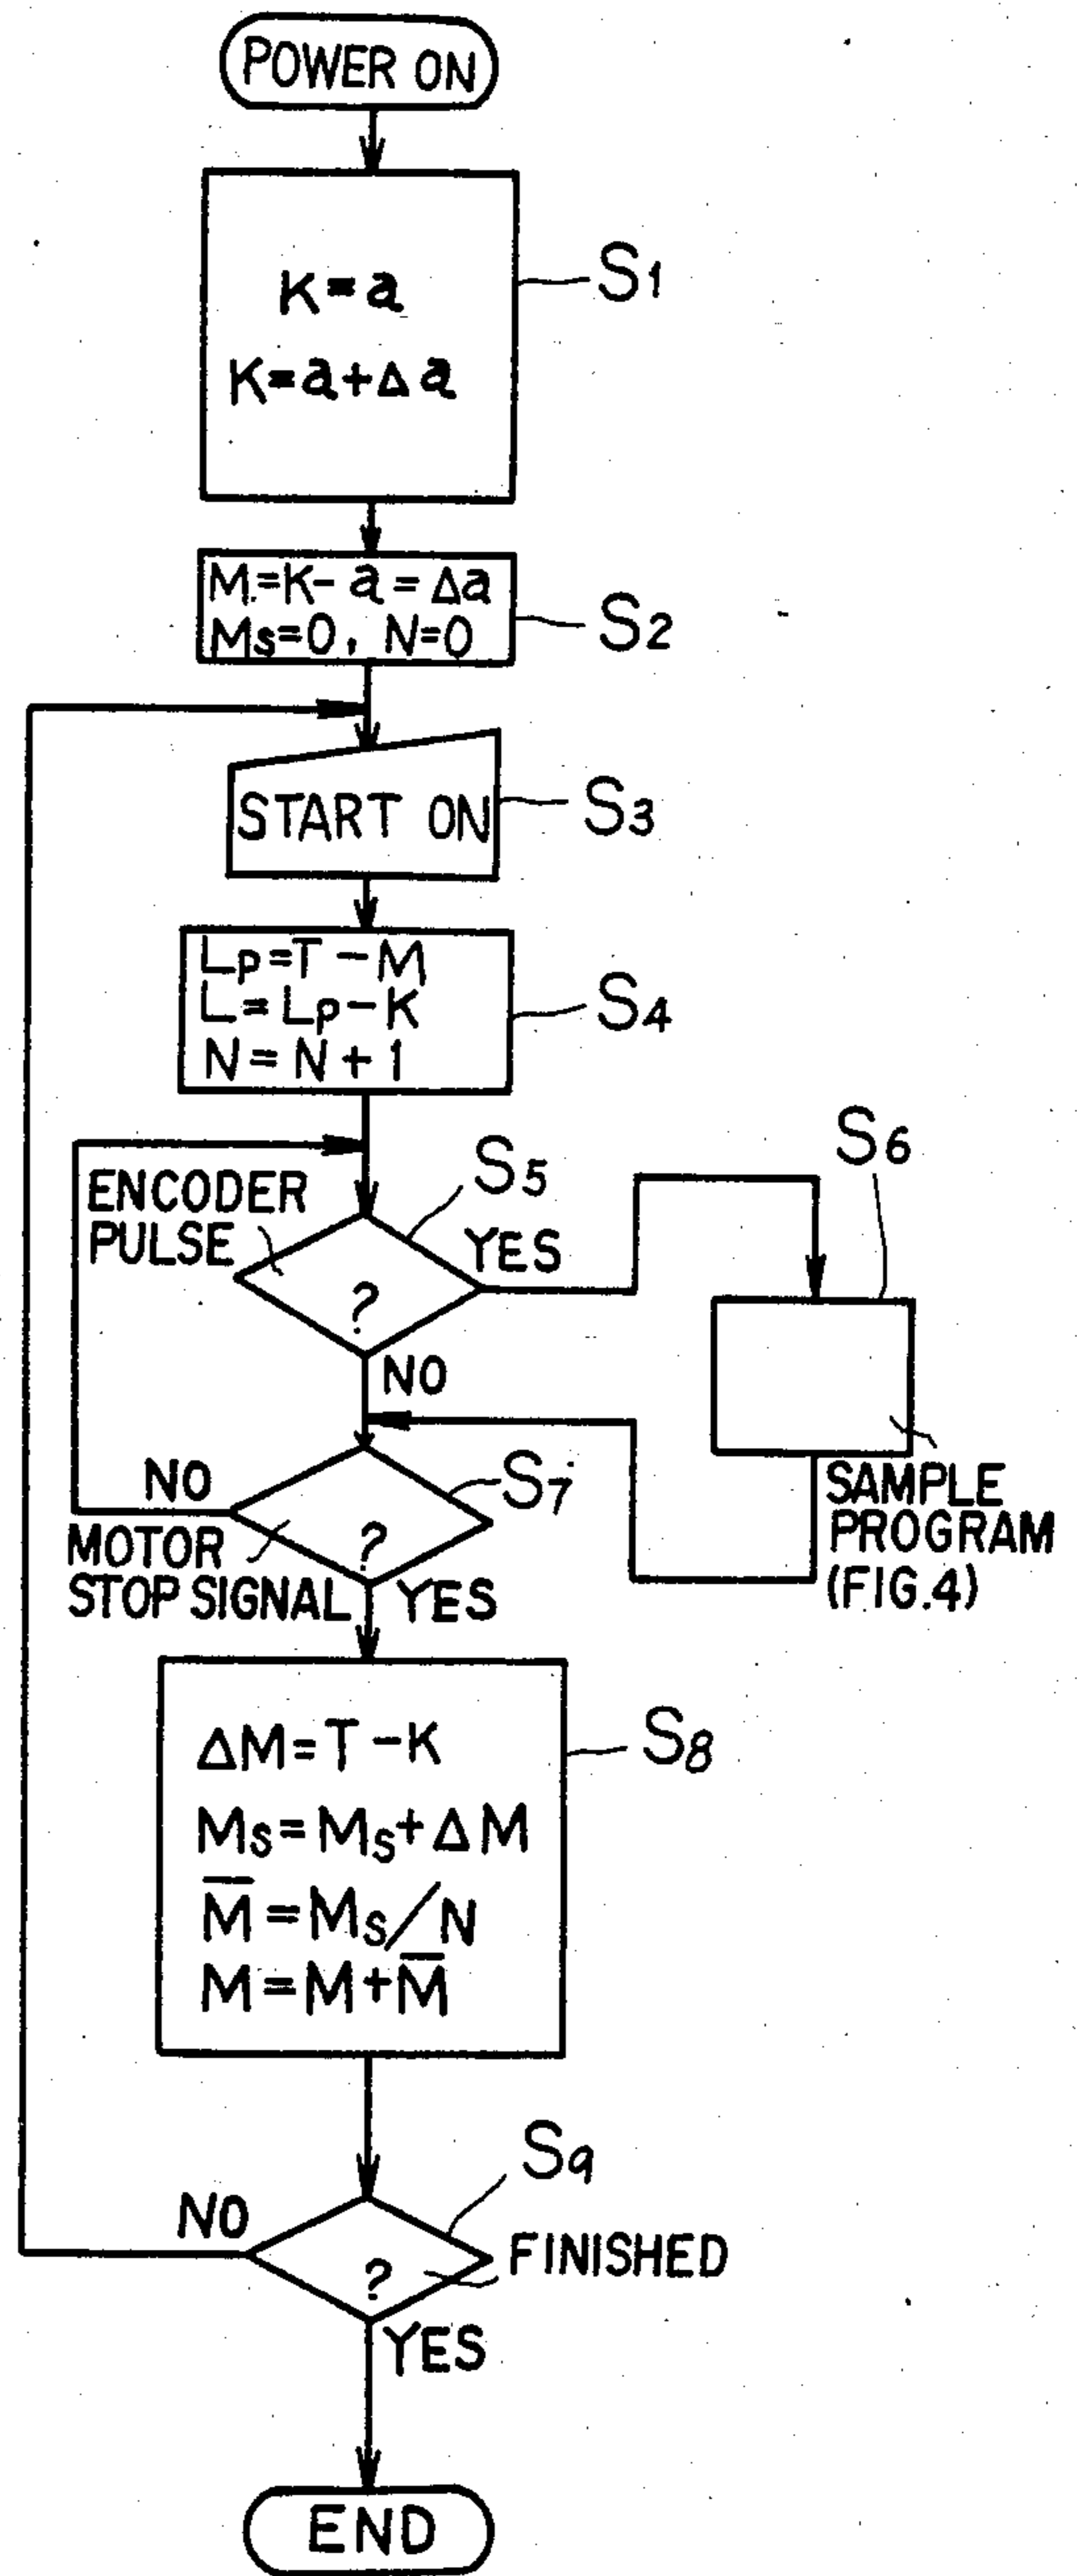 POWER ON
K=a
K=a+Δa
S1
M=K-a=Δa
Ms=0, N=0
S2
START ON
S3
Lp=T-M
L=Lp-K
N=N+1
S4
ENCODER
PULSE
?
S5
YES
NO
S6
SAMPLE
PROGRAM
(FIG.4)
NO
S7
MOTOR
STOP SIGNAL
?
YES
ΔM=T-K
Ms=Ms+ΔM
M̅=Ms/N
M=M+M̅
S8
S9
NO
?
FINISHED
YES
END